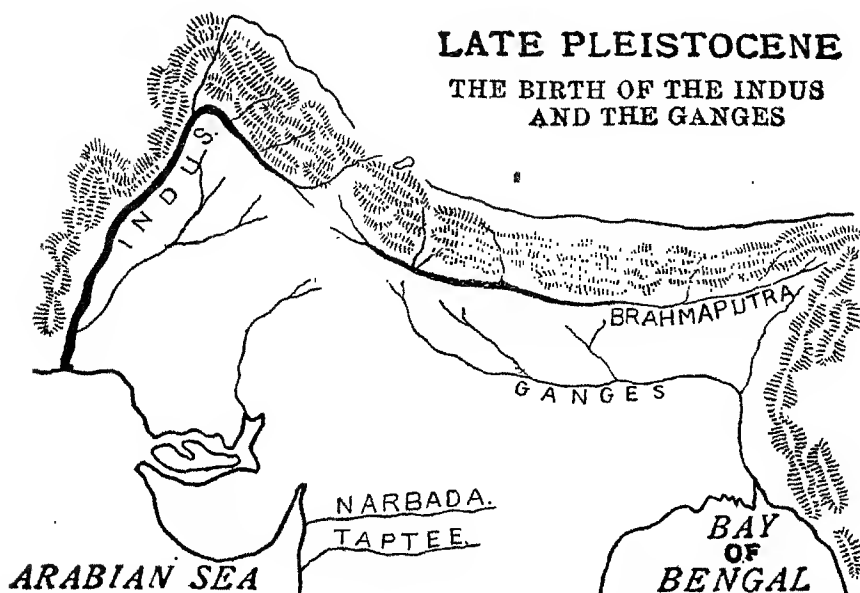 LATE PLEISTOCENE
THE BIRTH OF THE INDUS
AND THE GANGES
INDUS.
BRAHMAPUTRA
GANGES
NARBADA.
TAPTEE.
ARABIAN SEA
BAY
OF
BENGAL